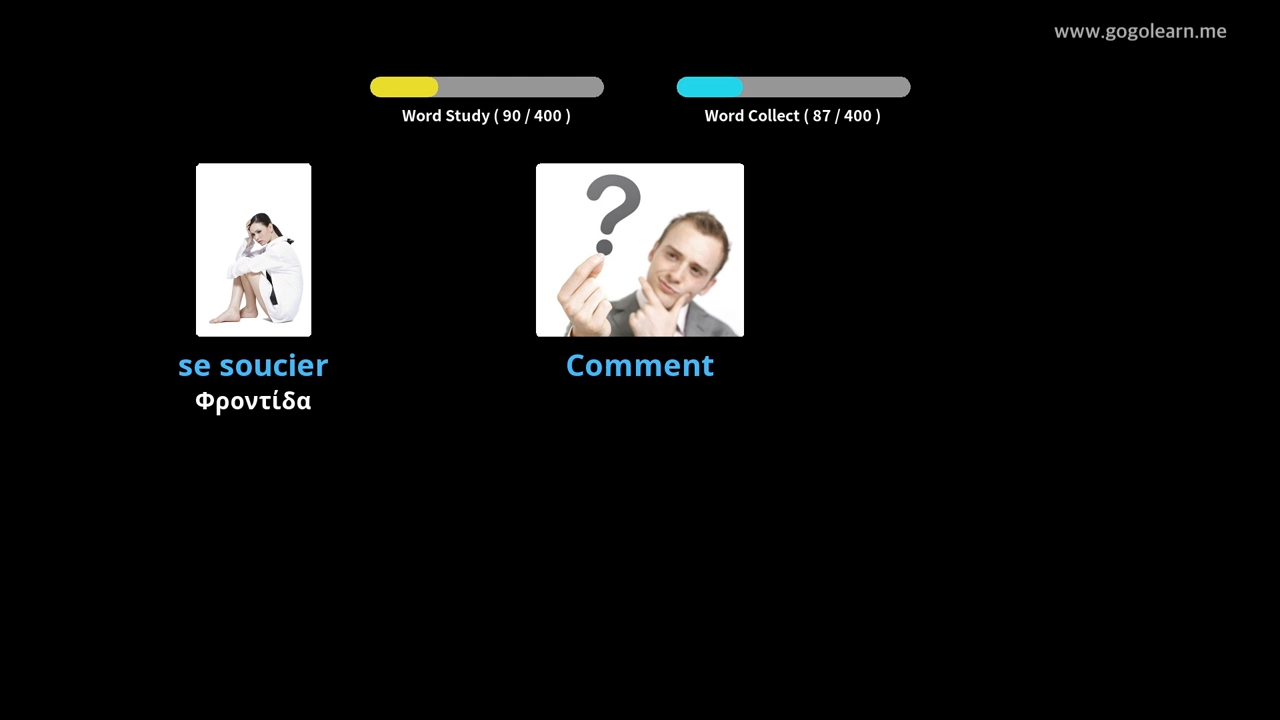 www.gogolearn.me
Word Study ( 90 / 400 )
Word Collect ( 87 / 400 )
?
se soucier
Φροντίδα
Comment